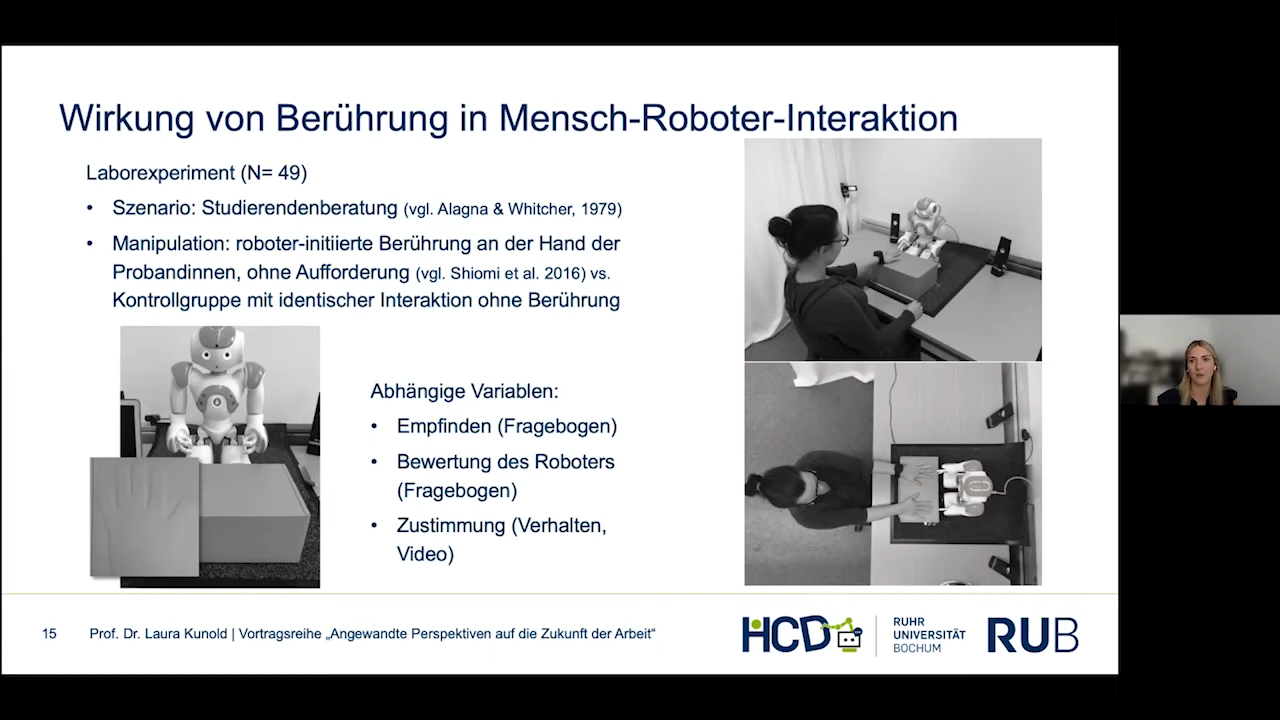 Wirkung von Berührung in Mensch-Roboter-Interaktion
Laborexperiment (N= 49)
• Szenario: Studierendenberatung (vgl. Alagna & Whitcher, 1979)
• Manipulation: roboter-initiierte Berührung an der Hand der
Probandinnen, ohne Aufforderung (vgl. Shiomi et al. 2016) vs.
Kontrollgruppe mit identischer Interaktion ohne Berührung
Abhängige Variablen:
• Empfinden (Fragebogen)
• Bewertung des Roboters
(Fragebogen)
• Zustimmung (Verhalten,
Video)
15 Prof. Dr. Laura Kunold | Vortragsreihe „Angewandte Perspektiven auf die Zukunft der Arbeit“
HCD
RUHR
UNIVERSITÄT
BOCHUM
RUB